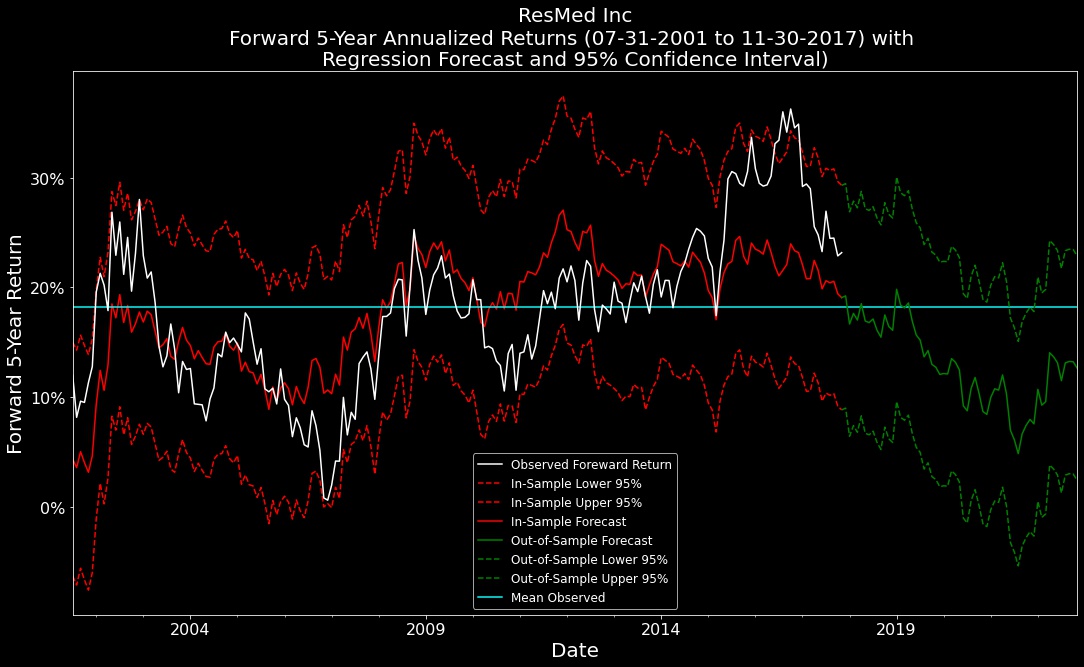 ResMed Inc
Forward 5-Year Annualized Returns (07-31-2001 to 11-30-2017) with
Regression Forecast and 95% Confidence Interval)
Forward 5-Year Return
30%
20%
10%
0%
Observed Foreward Return
In-Sample Lower 95%
In-Sample Upper 95%
In-Sample Forecast
Out-of-Sample Forecast
Out-of-Sample Lower 95%
Out-of-Sample Upper 95%
Mean Observed
2004
2009
2014
2019
Date